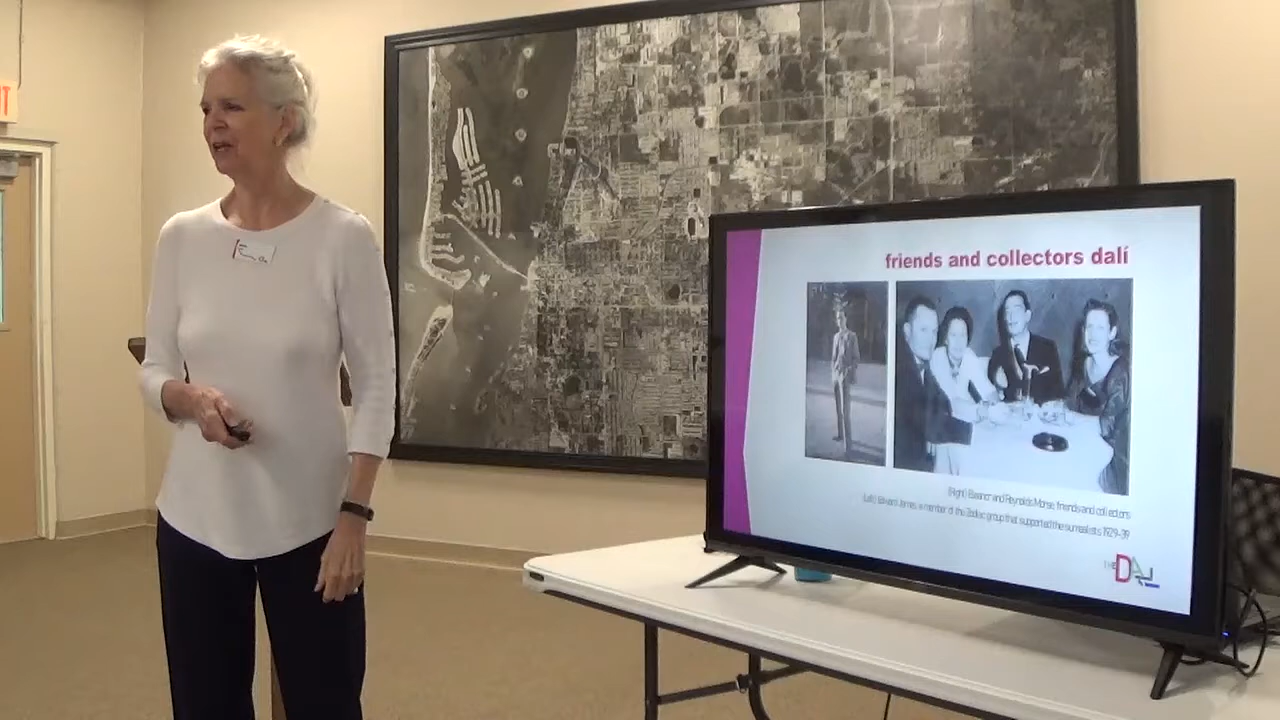 friends and collectors dalí
(Right) Eleanor and Reynolds Morse, friends and collectors
(Left) Edward James, a member of the Zodiac group that supported the surrealists 1929-39
THE DALÍ